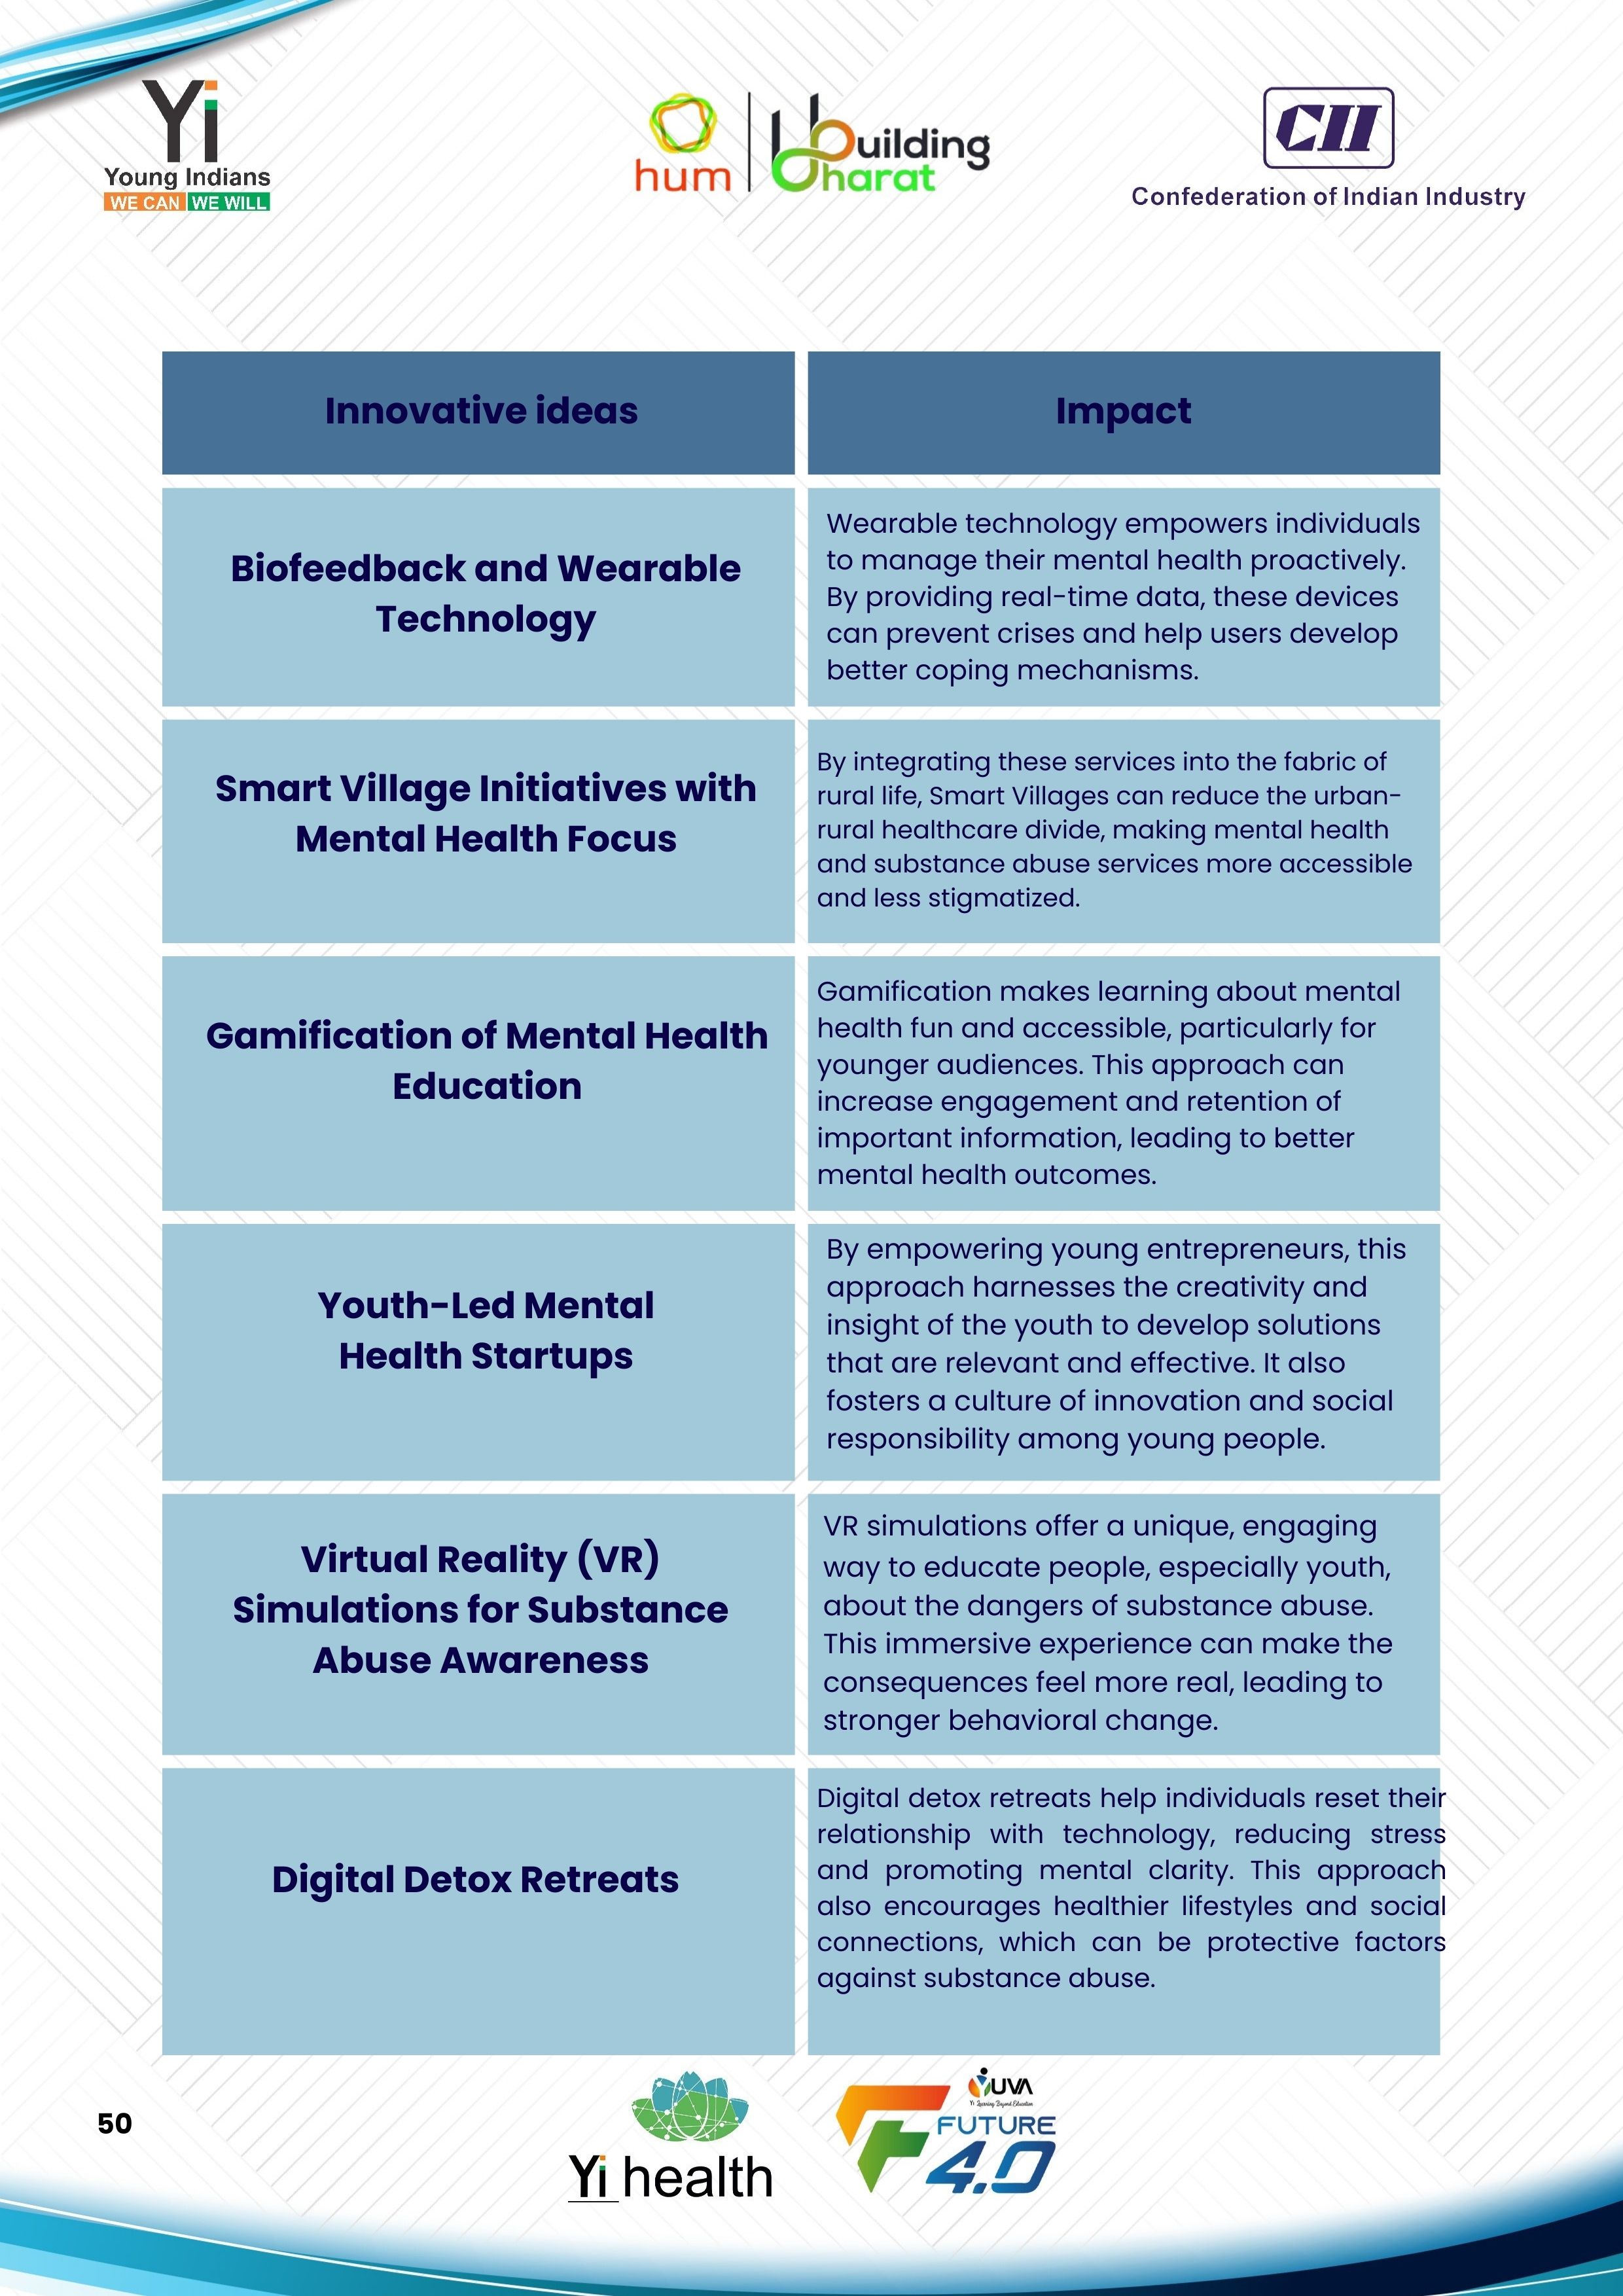 Yi
Young Indians
WE CAN WE WILL
hum
Building
Bharat
CII
Confederation of Indian Industry
Innovative ideas
Impact
Biofeedback and Wearable
Technology
Wearable technology empowers individuals
to manage their mental health proactively.
By providing real-time data, these devices
can prevent crises and help users develop
better coping mechanisms.
Smart Village Initiatives with
Mental Health Focus
By integrating these services into the fabric of
rural life, Smart Villages can reduce the urban-
rural healthcare divide, making mental health
and substance abuse services more accessible
and less stigmatized.
Gamification of Mental Health
Education
Gamification makes learning about mental
health fun and accessible, particularly for
younger audiences. This approach can
increase engagement and retention of
important information, leading to better
mental health outcomes.
Youth-Led Mental
Health Startups
By empowering young entrepreneurs, this
approach harnesses the creativity and
insight of the youth to develop solutions
that are relevant and effective. It also
fosters a culture of innovation and social
responsibility among young people.
Virtual Reality (VR)
Simulations for Substance
Abuse Awareness
VR simulations offer a unique, engaging
way to educate people, especially youth,
about the dangers of substance abuse.
This immersive experience can make the
consequences feel more real, leading to
stronger behavioral change.
Digital Detox Retreats
Digital detox retreats help individuals reset their
relationship with technology, reducing stress
and promoting mental clarity. This approach
also encourages healthier lifestyles and social
connections, which can be protective factors
against substance abuse.
50
Yi health
YUVA
Yi Learning Beyond Education
FUTURE
4.0